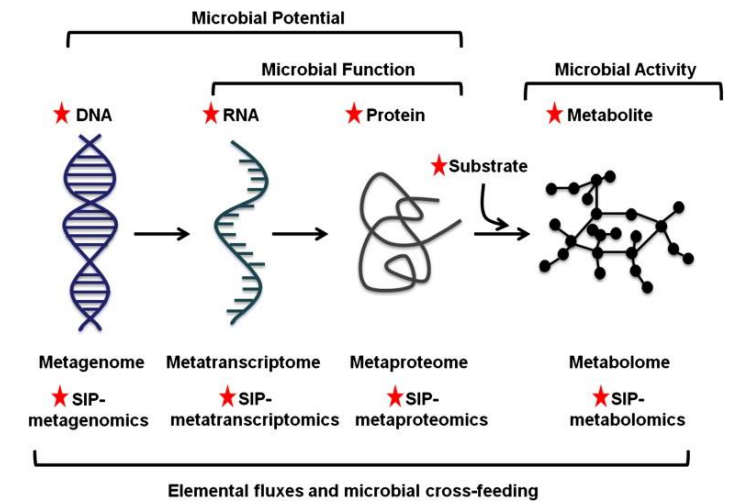 Microbial Potential
Microbial Function
Microbial Activity
DNA
RNA
Protein
Metabolite
Substrate
Metagenome
Metatranscriptome
Metaproteome
Metabolome
SIP-
metagenomics
SIP-
metatranscriptomics
SIP-
metaproteomics
SIP-
metabolomics
Elemental fluxes and microbial cross-feeding